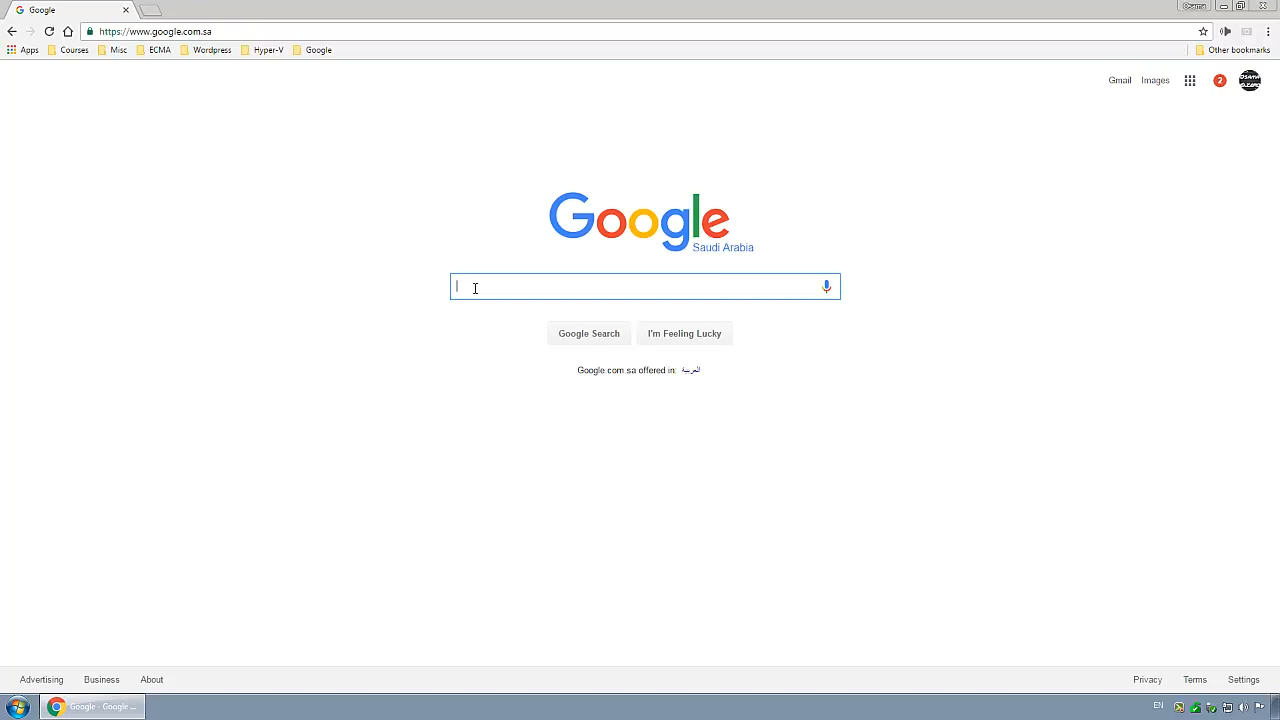 Google
Osama
https://www.google.com.sa
Apps Courses Misc ECMA Wordpress Hyper-V Google Other bookmarks
Gmail Images 2
Google
Saudi Arabia
Google Search I'm Feeling Lucky
Google.com.sa offered in: العربية
Advertising Business About Privacy Terms Settings
Google - Google ... EN